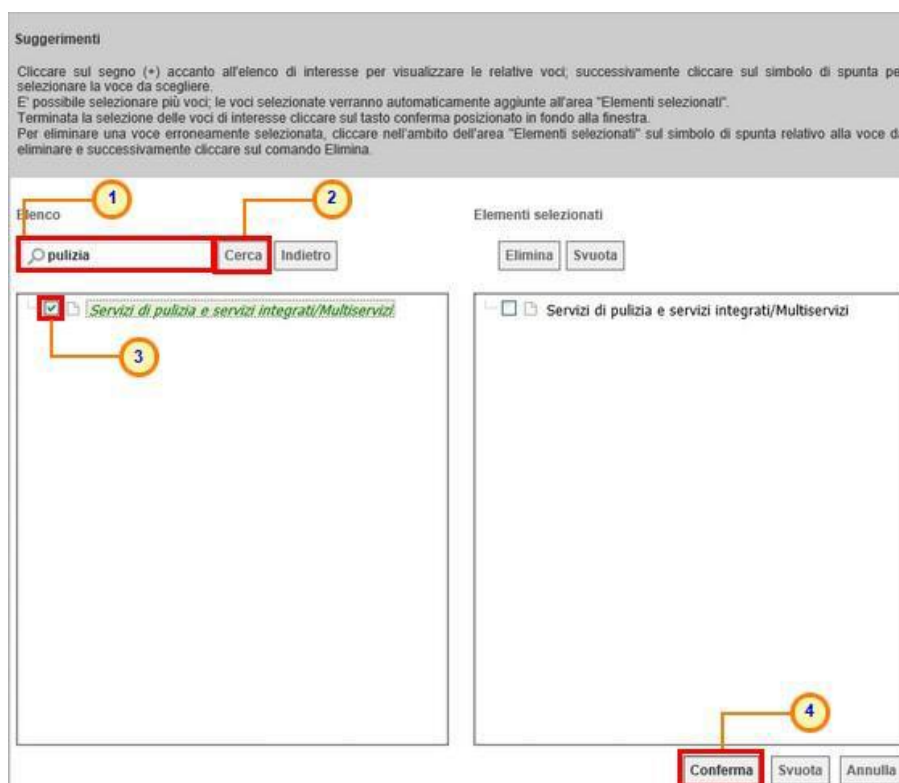 Suggerimenti
Cliccare sul segno (+) accanto all'elenco di interesse per visualizzare le relative voci; successivamente cliccare sul simbolo di spunta pe
selezionare la voce da scegliere.
E' possibile selezionare più voci; le voci selezionate verranno automaticamente aggiunte all'area "Elementi selezionati".
Terminata la selezione delle voci di interesse cliccare sul tasto conferma posizionato in fondo alla finestra.
Per eliminare una voce erroneamente selezionata, cliccare nell'ambito dell'area "Elementi selezionati" sul simbolo di spunta relativo alla voce d
eliminare e successivamente cliccare sul comando Elimina.
1
2
Elenco
Elementi selezionati
pulizia
Cerca
Indietro
Elimina
Svuota
Servizi di pulizia e servizi integrati/Multiservizi
Servizi di pulizia e servizi integrati/Multiservizi
3
4
Conferma
Svuota
Annulla